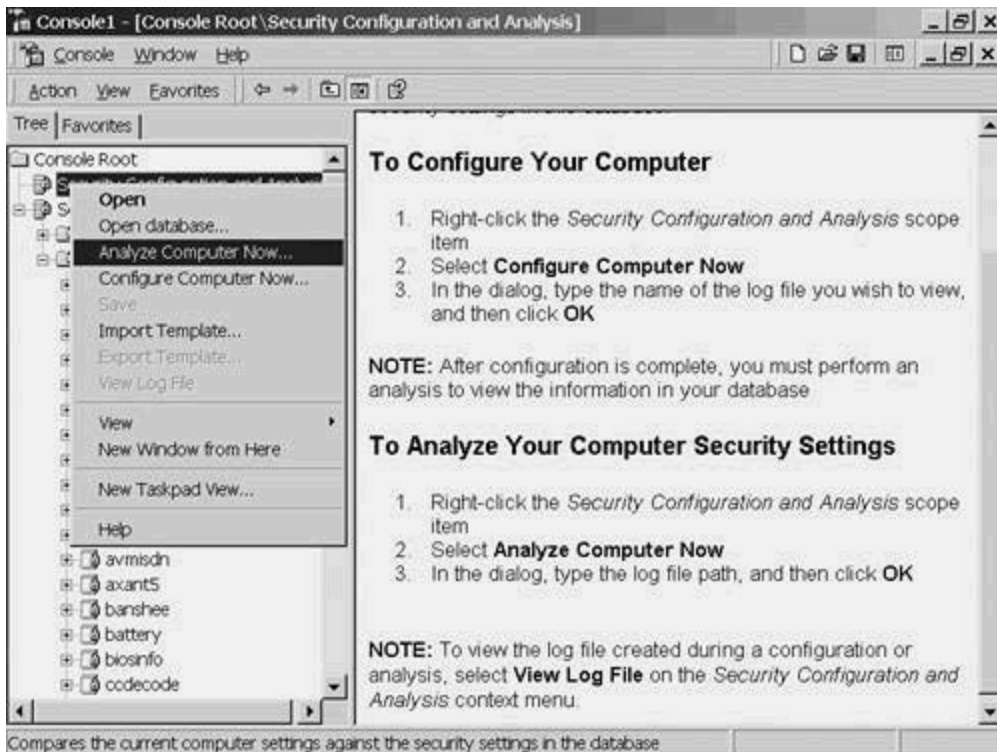 Console1 - [Console Root\Security Configuration and Analysis]
Console Window Help
Action View Favorites
Tree Favorites
Console Root
Open
Open database...
Analyze Computer Now...
Configure Computer Now...
Save
Import Template...
Export Template...
View Log File
View
New Window from Here
New Taskpad View...
Help
avmisdn
axant5
banshee
battery
biosinfo
ccdecode
To Configure Your Computer
1. Right-click the Security Configuration and Analysis scope
item
2. Select Configure Computer Now
3. In the dialog, type the name of the log file you wish to view,
and then click OK
NOTE: After configuration is complete, you must perform an
analysis to view the information in your database
To Analyze Your Computer Security Settings
1. Right-click the Security Configuration and Analysis scope
item
2. Select Analyze Computer Now
3. In the dialog, type the log file path, and then click OK
NOTE: To view the log file created during a configuration or
analysis, select View Log File on the Security Configuration and
Analysis context menu.
Compares the current computer settings against the security settings in the database